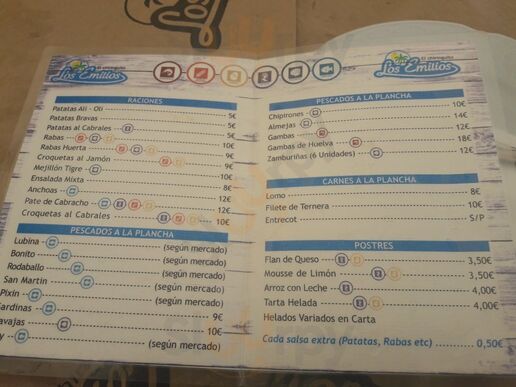 El chiringuito
Los Emilios
El chiringuito
Los Emilios
RACIONES
Patatas Ali - Oli 5€
Patatas Bravas 5€
Patatas al Cabrales 5€
Rabas 10€
Rabas Huerta 9€
Croquetas al Jamón 9€
Mejillón Tigre 10€
Ensalada Mixta 8€
Anchoas 12€
Pate de Cabracho 12€
Croquetas al Cabrales 10€
PESCADOS A LA PLANCHA
Lubina (según mercado)
Bonito (según mercado)
Rodaballo (según mercado)
San Martin (según mercado)
Pixín (según mercado)
ardinas 9€
avajas 10€
y (según mercado)
PESCADOS A LA PLANCHA
Chipirones 10€
Almejas 14€
Gambas 12€
Gambas de Huelva 18€
Zamburiñas (6 Unidades) 12€
CARNES A LA PLANCHA
Lomo 8€
Filete de Ternera 10€
Entrecot S/P
POSTRES
Flan de Queso 3,50€
Mousse de Limón 3,50€
Arroz con Leche 4,00€
Tarta Helada 4,00€
Helados Variados en Carta
Cada salsa extra (Patatas, Rabas etc) 0,50€